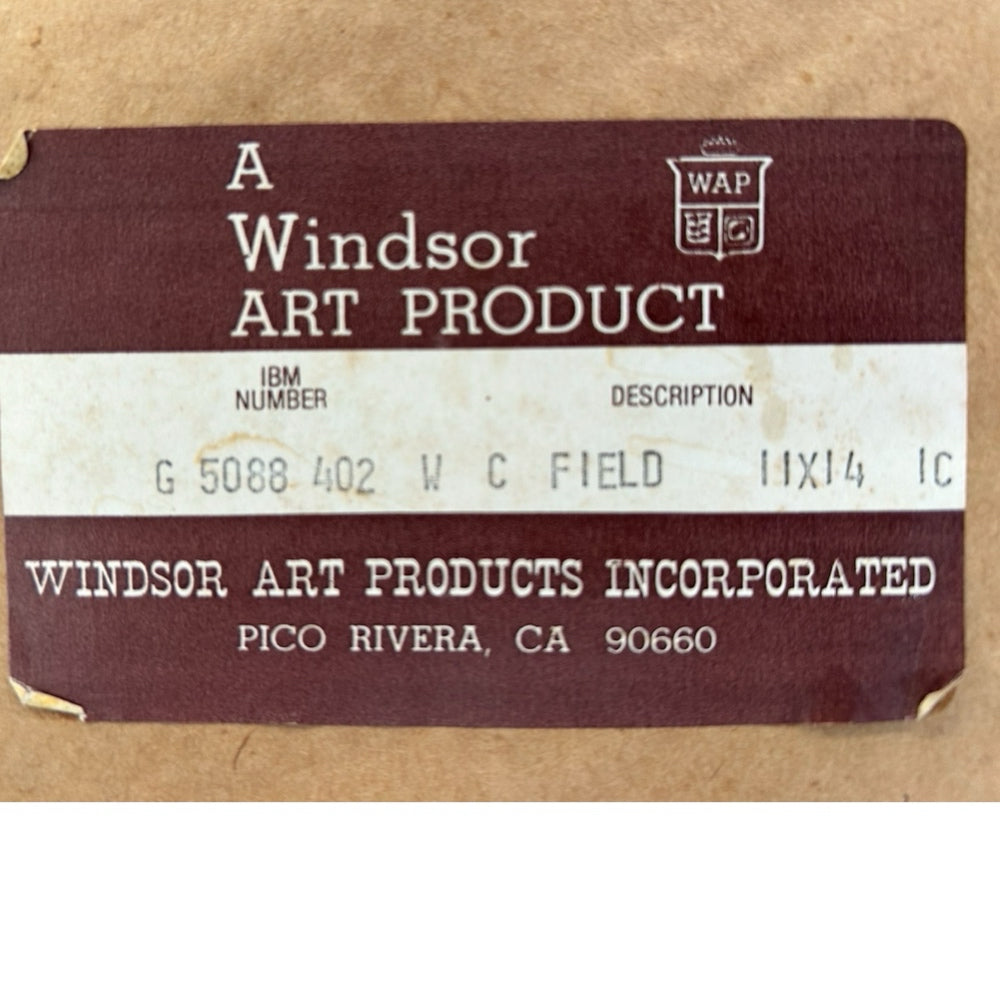 A
WAP
Windsor
ART PRODUCT
IBM
NUMBER
DESCRIPTION
G 5088 402 W C FIELD 11X14 1C
WINDSOR ART PRODUCTS INCORPORATED
PICO RIVERA, CA 90660